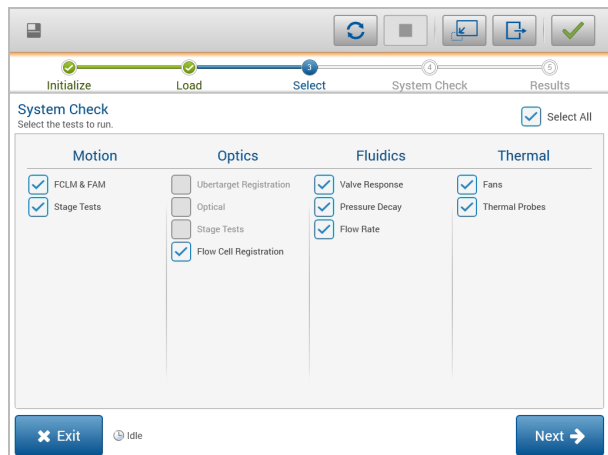 3
4
5
Initialize
Load
Select
System Check
Results
System Check
Select the tests to run.
Select All
Motion
Optics
Fluidics
Thermal
FCLM & FAM
Ubertarget Registration
Valve Response
Fans
Stage Tests
Optical
Pressure Decay
Thermal Probes
Stage Tests
Flow Rate
Flow Cell Registration
Exit
Idle
Next